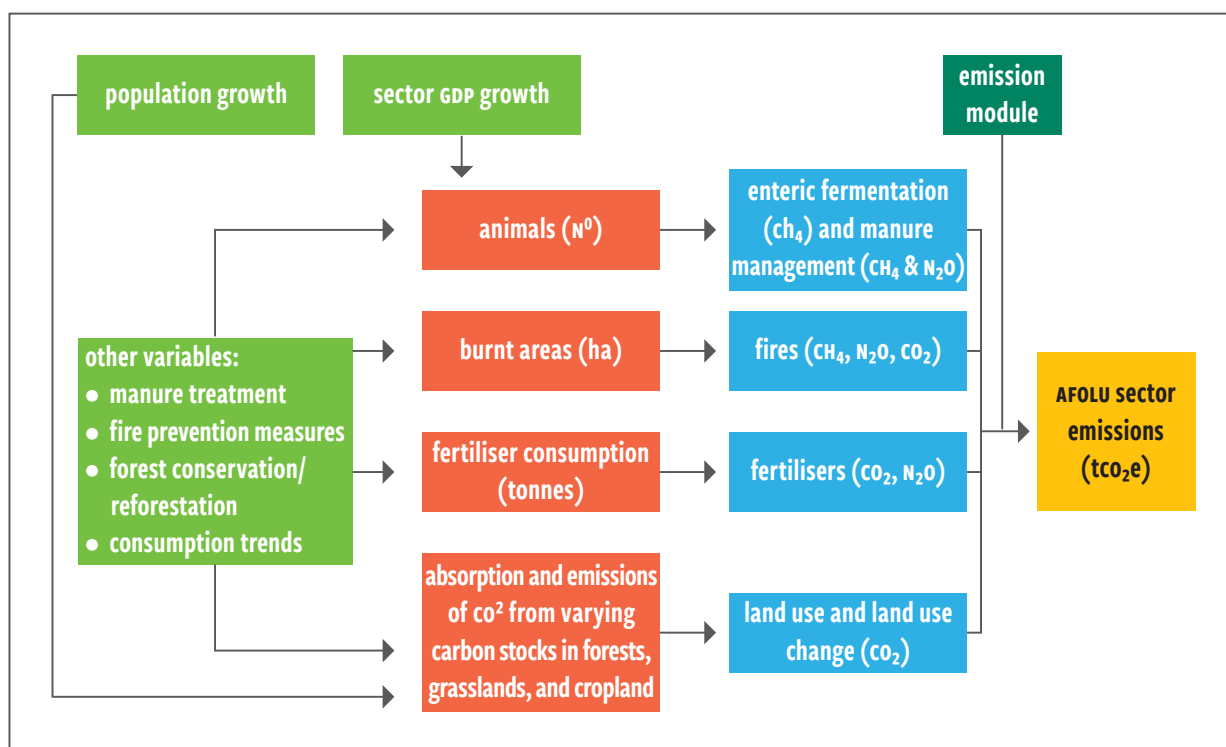 population growth
sector GDP growth
emission
module
animals (N⁰)
enteric fermentation
(ch₄) and manure
management (CH₄ & N₂O)
other variables:
● manure treatment
● fire prevention measures
● forest conservation/
reforestation
● consumption trends
burnt areas (ha)
fires (CH₄, N₂O, CO₂)
fertiliser consumption
(tonnes)
fertilisers (CO₂, N₂O)
absorption and emissions
of CO² from varying
carbon stocks in forests,
grasslands, and cropland
land use and land use
change (CO₂)
AFOLU sector
emissions
(tCO₂e)